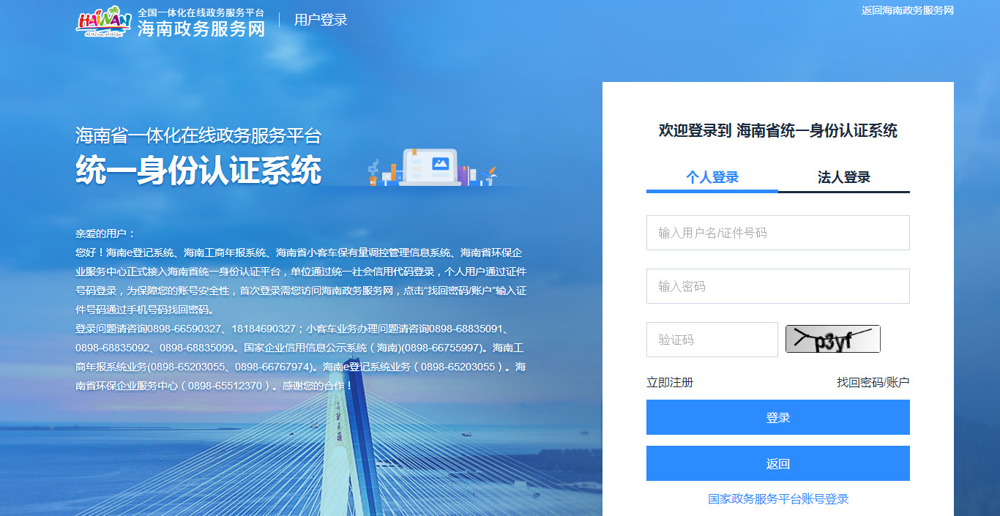 HAINAN
全国一体化在线政务服务平台
海南政务服务网
用户登录
返回海南政务服务网
海南省一体化在线政务服务平台
统一身份认证系统
亲爱的用户：
您好！海南e登记系统、海南工商年报系统、海南省小客车保有量调控管理信息系统、海南省环保企
业服务中心正式接入海南省统一身份认证平台，单位通过统一社会信用代码登录，个人用户通过证件
号码登录，为保障您的账号安全性，首次登录需您访问海南政务服务网，点击“找回密码/账户”输入证
件号码通过手机号码找回密码。
登录问题请咨询0898-66590327、18184690327；小客车业务办理问题请咨询0898-68835091、
0898-68835092、0898-68835099。国家企业信用信息公示系统（海南)(0898-66755997)。海南工
商年报系统业务(0898-65203055、0898-66767974)。海南e登记系统业务（0898-65203055）。海
南省环保企业服务中心（0898-65512370）。感谢您的合作！
欢迎登录到 海南省统一身份认证系统
个人登录
法人登录
输入用户名/证件号码
输入密码
验证码
p3yf
立即注册
找回密码/账户
登录
返回
国家政务服务平台账号登录